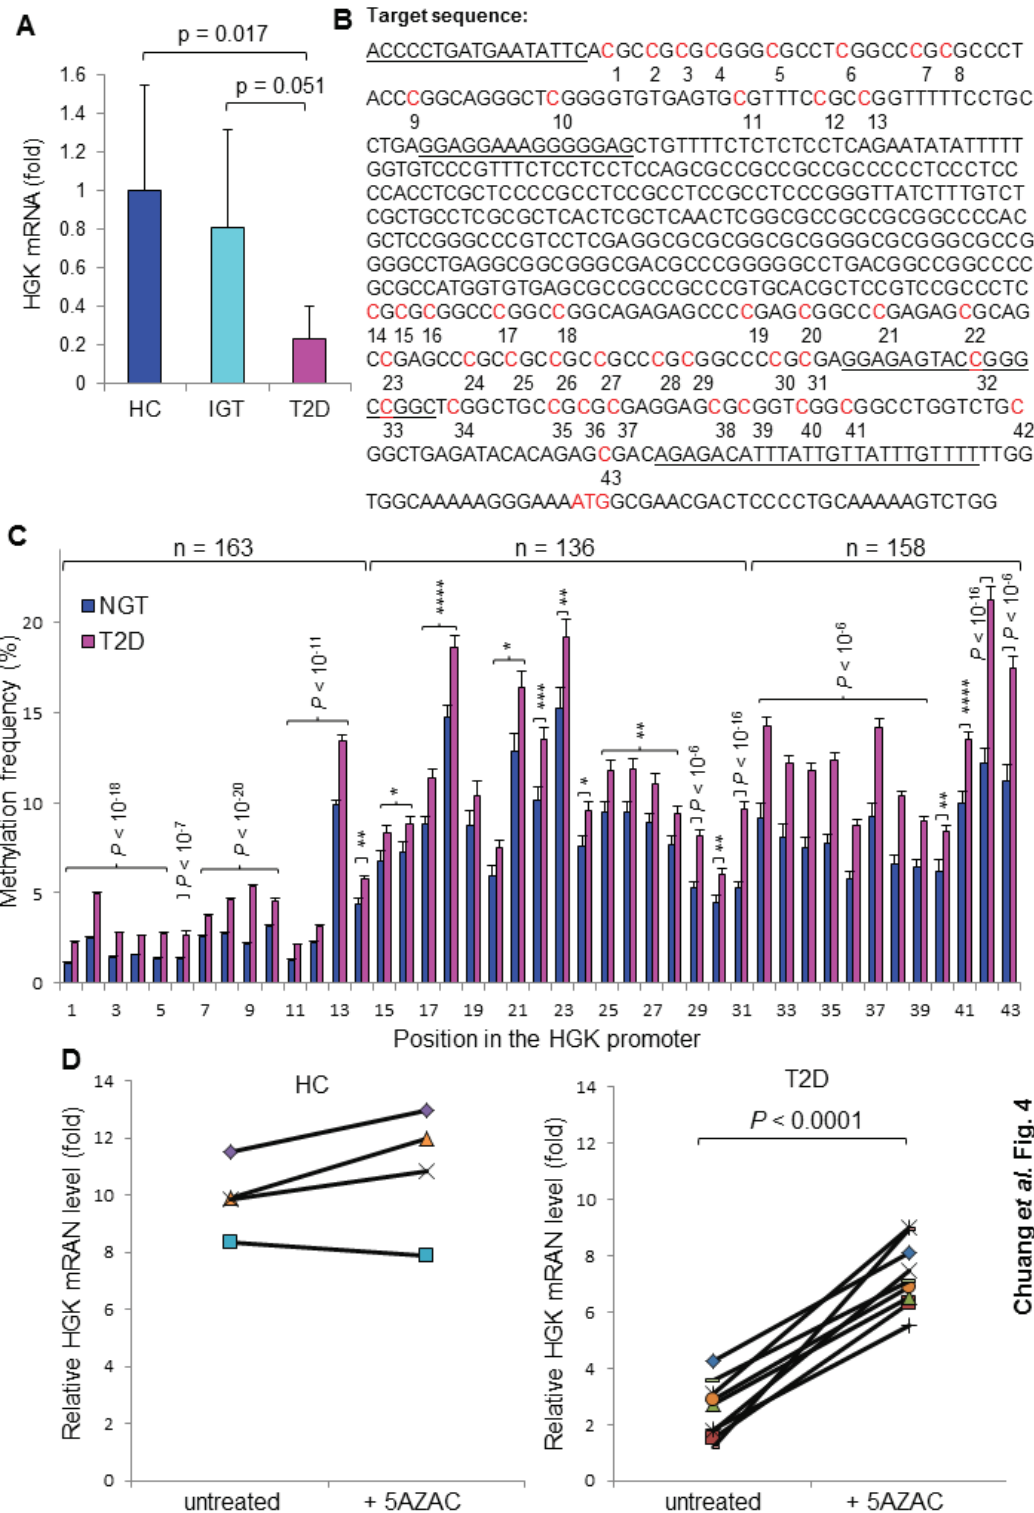 A
p = 0.017
p = 0.051
HGK mRNA (fold)
1.6
1.4
1.2
1
0.8
0.6
0.4
0.2
0
HC IGT T2D
B Target sequence:
ACCCCTGATGAATATTCACGCCGCGCGGGCGCCTCGGCCCGCGCCCT
1 2 3 4 5 6 7 8
ACCCGGCAGGGCTCGGGGTGTGAGTGCGTTTCCGCCGGTTTTTCCTGC
9 10 11 12 13
CTGAGGAGGAAAGGGGGAGCTGTTTTCTCTCTCCTCAGAATATATTTTT
GGTGTCCCGTTTCTCCTCCTCCAGCGCCGCCGCCGCCCCCTCCCTCC
CCACCTCGCTCCCCGCCTCCGCCTCCGCCTCCCGGGTTATCTTTGTCT
CGCTGCCTCGCGCTCACTCGCTCAACTCGGCGCCGCCGCGGCCCCAC
GCTCCGGGCCCGTCCTCGAGGCGCGCGGCGCGGGGCGCGGGCGCCG
GGGCCTGAGGCGGCGGGCGACGCCCGGGGGCCTGACGGCCGGCCCC
GCGCCATGGTGTGAGCGCCGCCGCCCGTGCACGCTCCGTCCGCCCTC
CGCGCGGCCCGGCCGGCAGAGAGCCCCGAGCGGCCCGAGAGCGCAG
14 15 16 17 18 19 20 21 22
CCGAGCCCGCCGCCGCCGCCCGCGGCCCCGCGAGGAGAGTACCGGG
23 24 25 26 27 28 29 30 31 32
CCGGCTCGGCTGCCGCGCGAGGAGCGCGGTCGGCGGCCTGGTCTGC
33 34 35 36 37 38 39 40 41 42
GGCTGAGATACACAGAGCGACAGAGACATTTATTGTTATTTGTTTTTTGG
43
TGGCAAAAAGGGAAAATGGCGAACGACTCCCCTGCAAAAAGTCTGG
C
n = 163 n = 136 n = 158
NGT
T2D
Methylation frequency (%)
20
15
10
5
0
P < 10-18
P < 10-7
P < 10-20
P < 10-11
**
*
****
*
***
**
*
**
P < 10-6
**
P < 10-16
P < 10-6
**
****
P < 10-16
P < 10-6
1 3 5 7 9 11 13 15 17 19 21 23 25 27 29 31 33 35 37 39 41 43
Position in the HGK promoter
D
HC
Relative HGK mRAN level (fold)
14
12
10
8
6
4
2
0
untreated + 5AZAC
T2D
P < 0.0001
Relative HGK mRAN level (fold)
14
12
10
8
6
4
2
0
untreated + 5AZAC
Chuang et al. Fig. 4